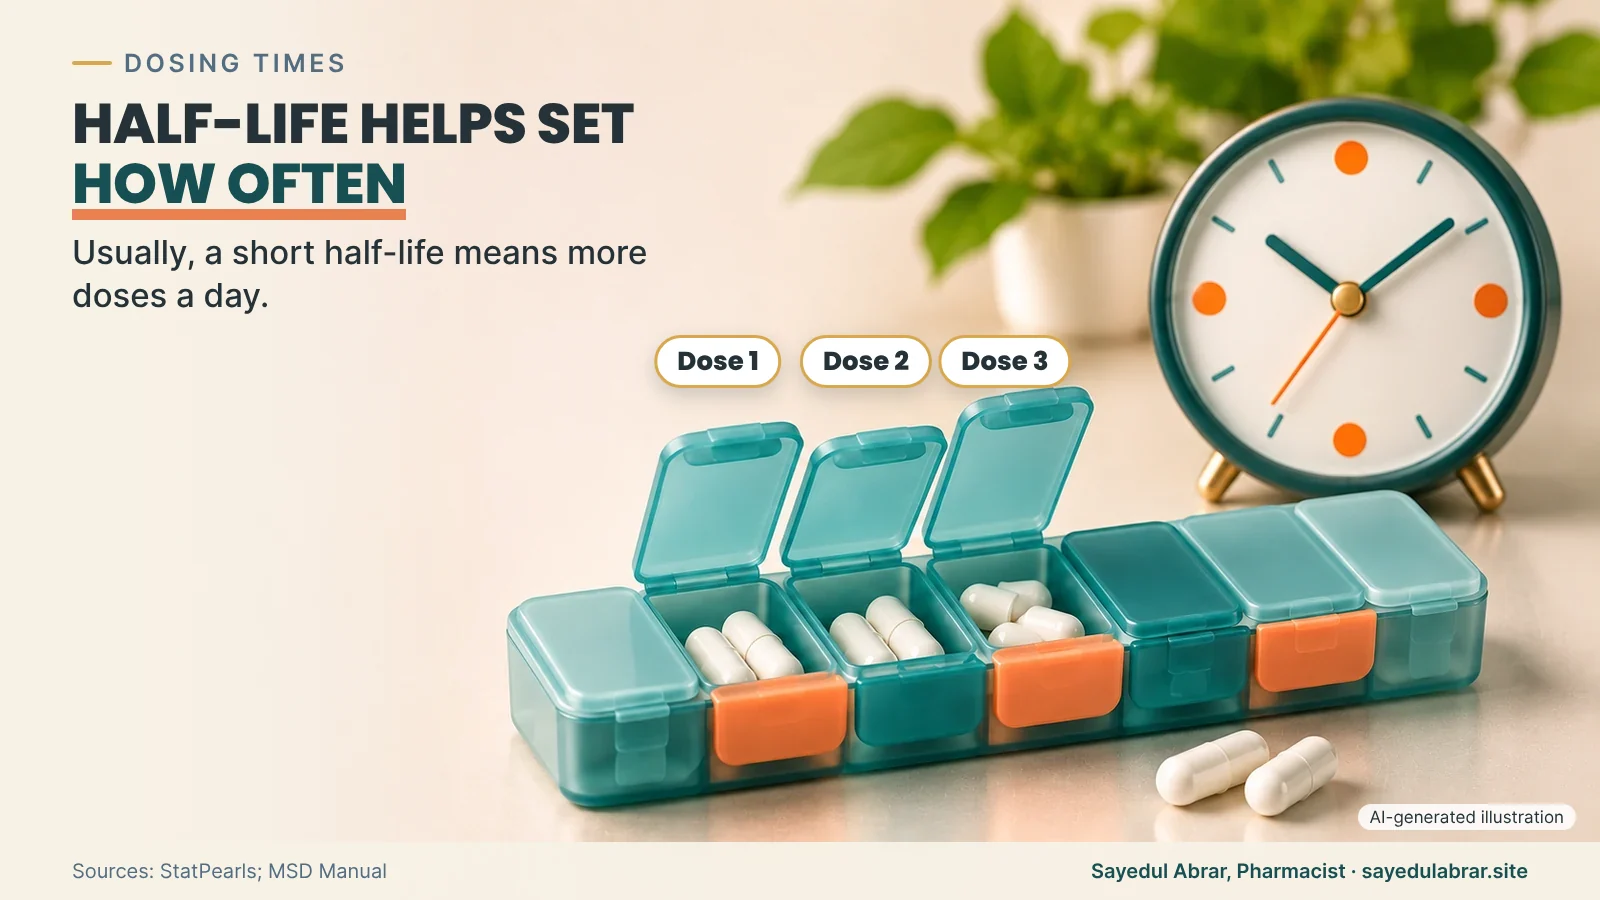 DOSING TIMES
HALF-LIFE HELPS SET
HOW OFTEN
Usually, a short half-life means more
doses a day.
Dose 1
Dose 2
Dose 3
AI-generated illustration
Sources: StatPearls; MSD Manual
Sayedul Abrar, Pharmacist · sayedulabrar.site